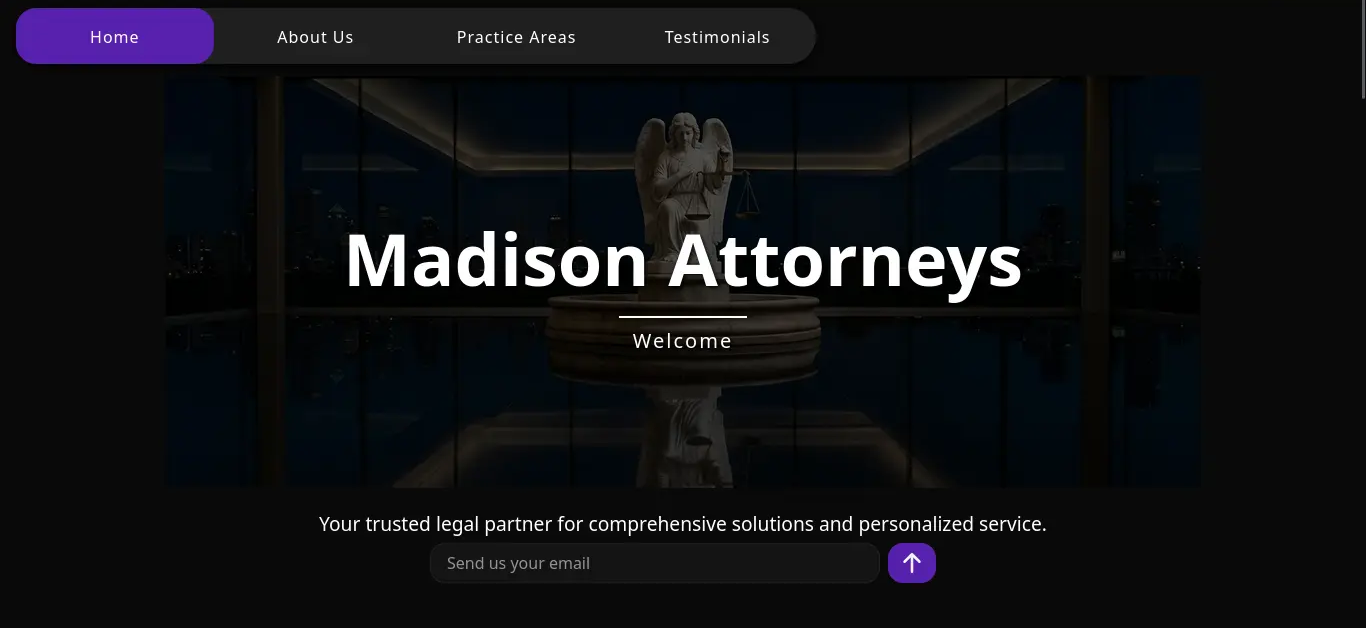 Home
About Us
Practice Areas
Testimonials
Madison Attorneys
Welcome
Your trusted legal partner for comprehensive solutions and personalized service.
Send us your email